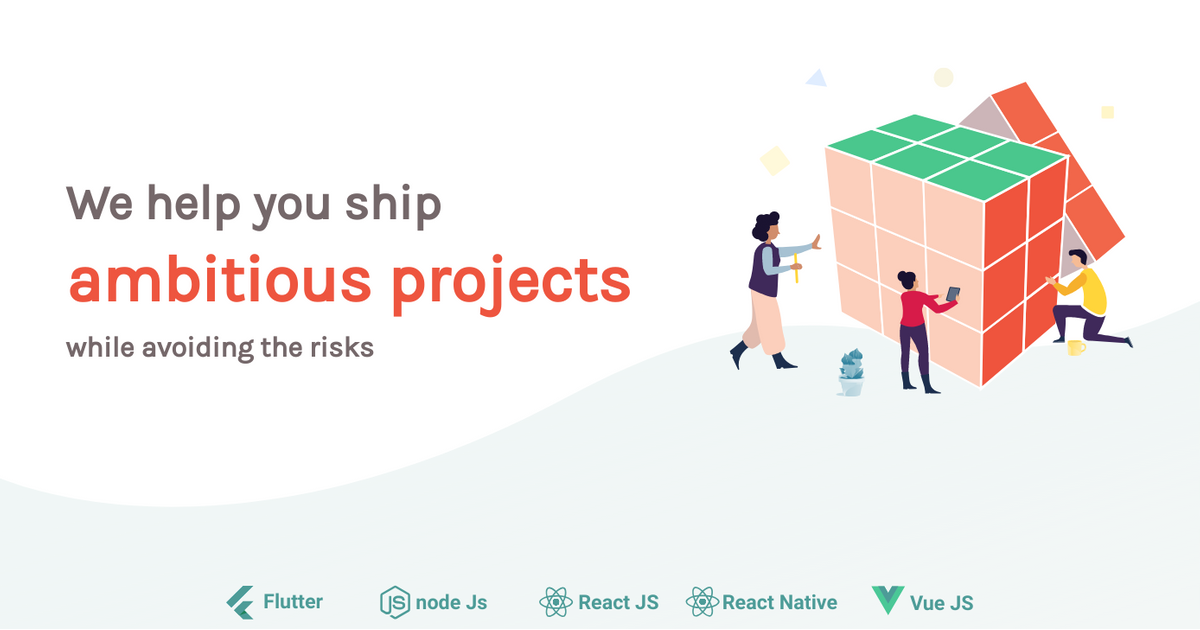 We help you ship
ambitious projects
while avoiding the risks
Flutter
JS node Js
React JS
React Native
Vue JS